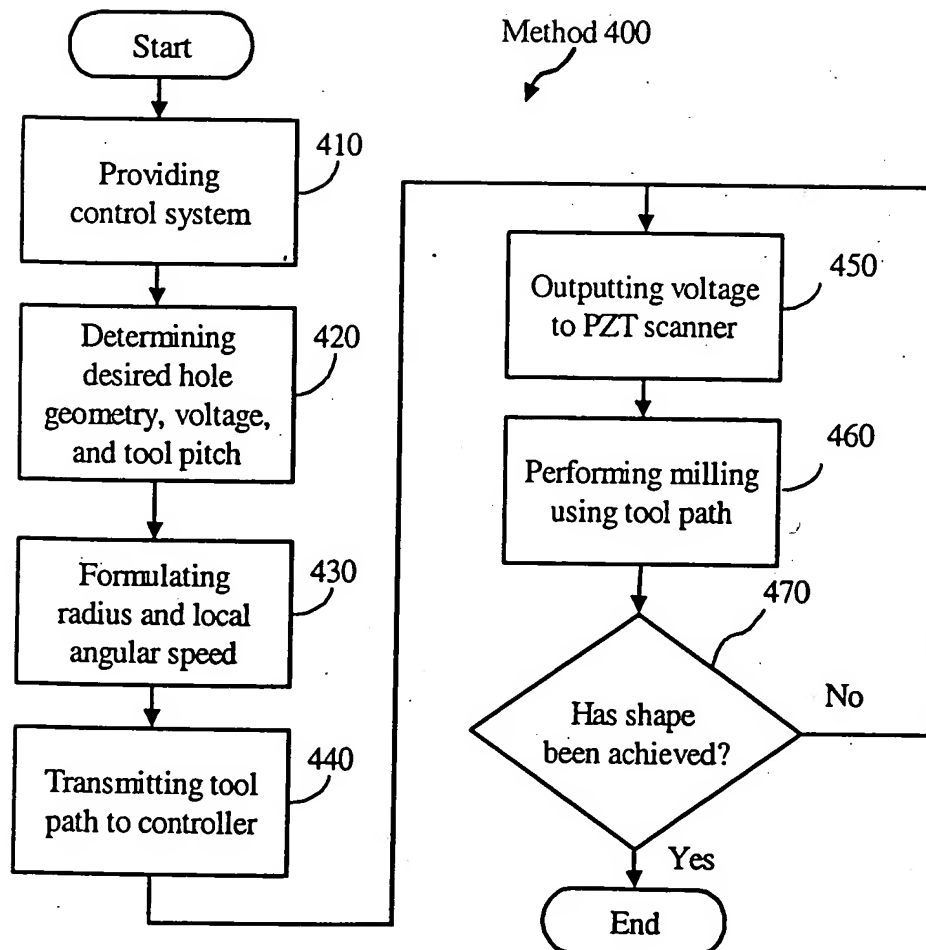 Method 400
Start
410
Providing
control system
420
Determining
desired hole
geometry, voltage,
and tool pitch
430
Formulating
radius and local
angular speed
440
Transmitting tool
path to controller
450
Outputting voltage
to PZT scanner
460
Performing milling
using tool path
470
Has shape
been achieved?
No
Yes
End